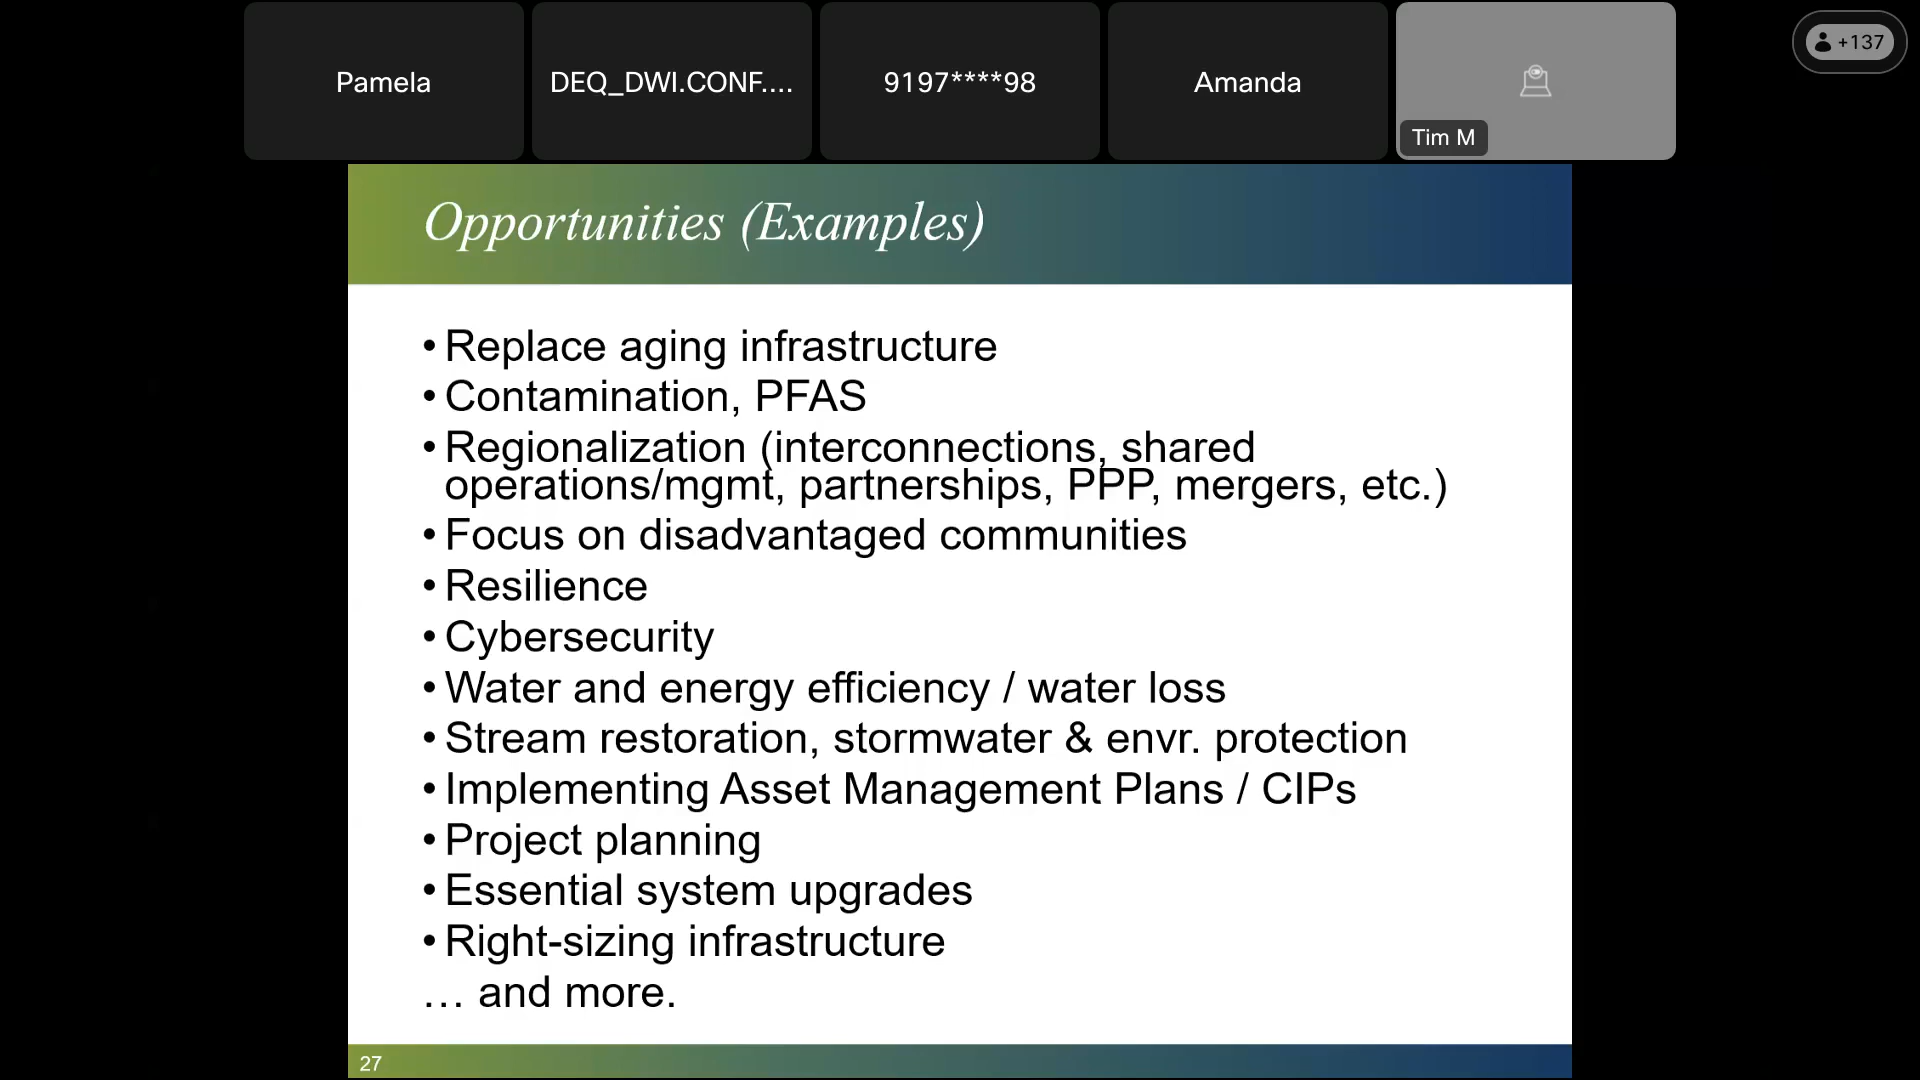 Pamela
DEQ_DWI.CONF....
9197****98
Amanda
Tim M
+137
Opportunities (Examples)
• Replace aging infrastructure
• Contamination, PFAS
• Regionalization (interconnections, shared
operations/mgmt, partnerships, PPP, mergers, etc.)
• Focus on disadvantaged communities
• Resilience
• Cybersecurity
• Water and energy efficiency / water loss
• Stream restoration, stormwater & envr. protection
• Implementing Asset Management Plans / CIPs
• Project planning
• Essential system upgrades
• Right-sizing infrastructure
… and more.
27